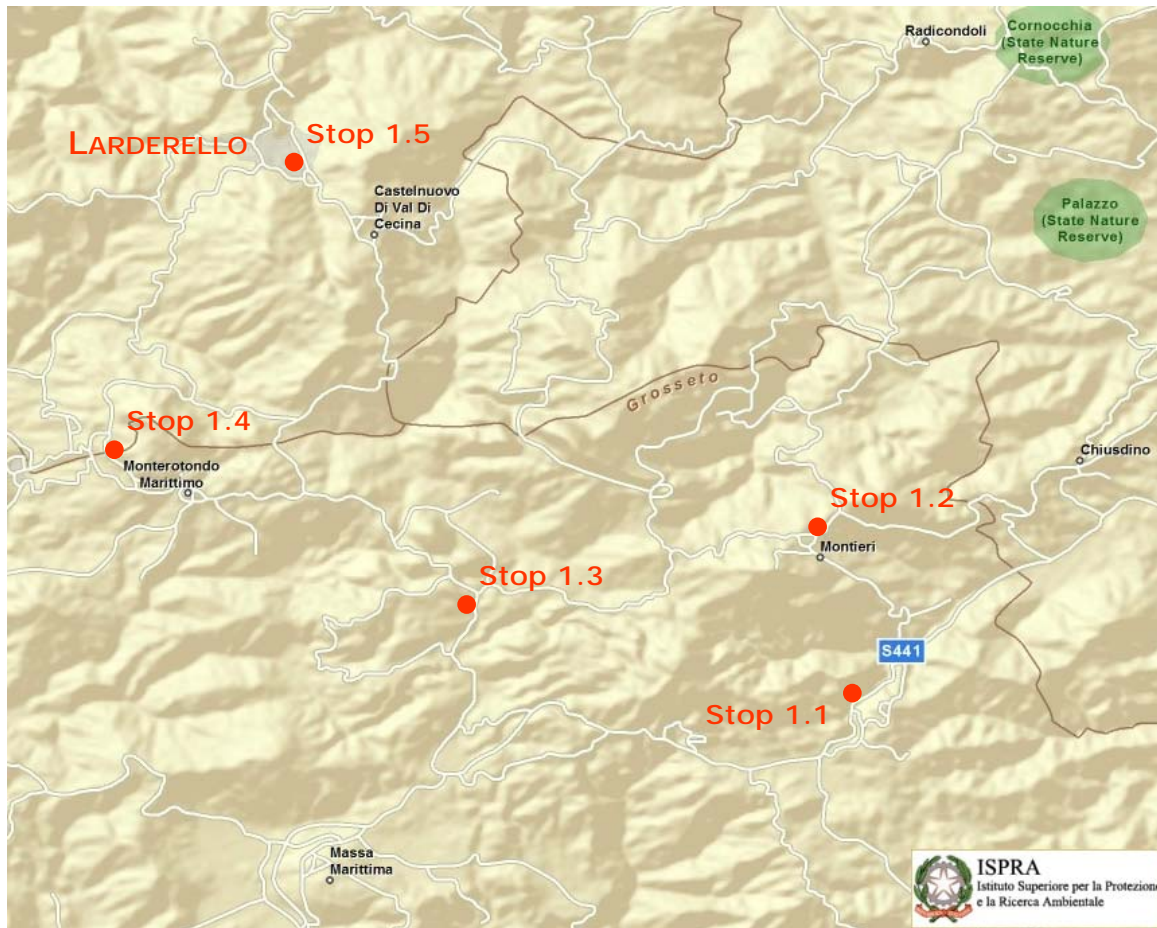 Radicondoli
Cornocchia
(State Nature
Reserve)
LARDERELLO
Stop 1.5
Castelnuovo
Di Val Di
Cecina
Palazzo
(State Nature
Reserve)
Grosseto
Stop 1.4
Monterotondo
Marittimo
Chiusdino
Stop 1.2
Montieri
Stop 1.3
S441
Stop 1.1
Massa
Marittima
ISPRA
Istituto Superiore per la Protezione
e la Ricerca Ambientale